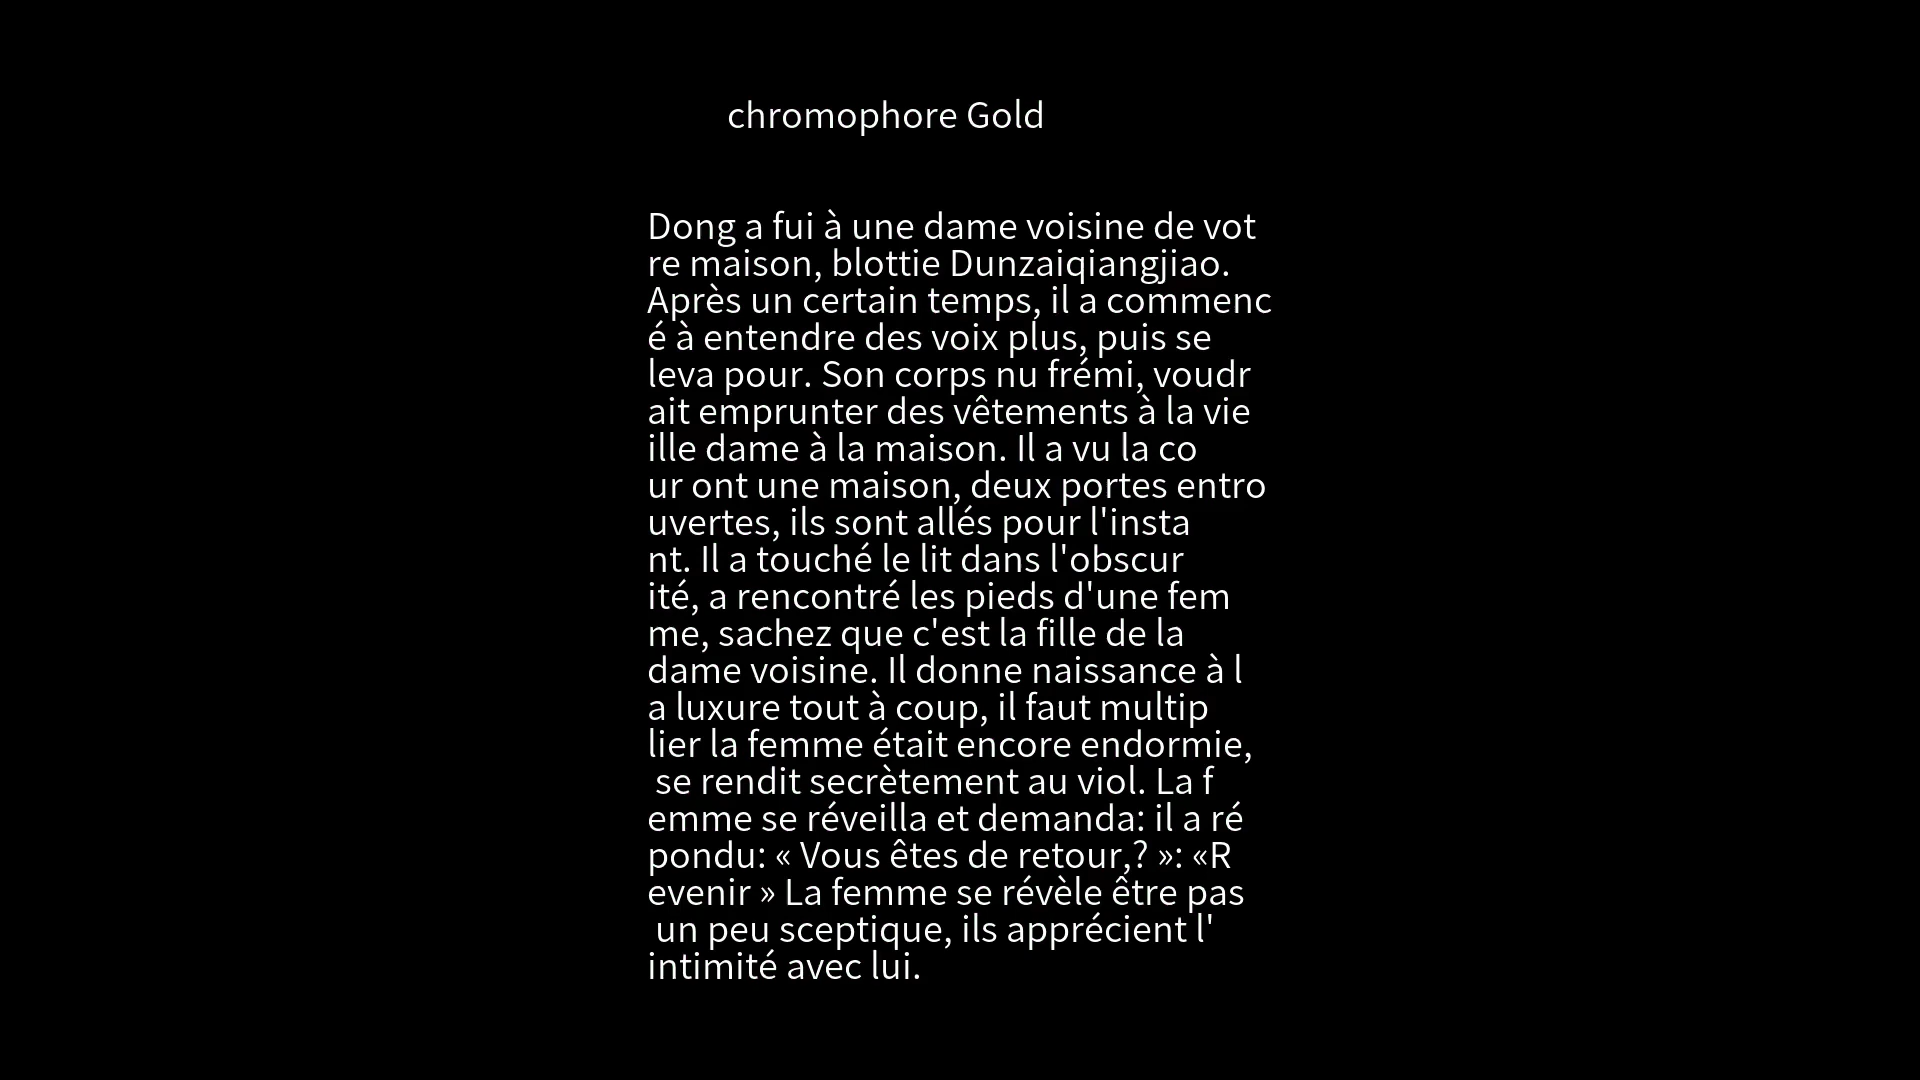 chromophore Gold
Dong a fui à une dame voisine de vot
re maison, blottie Dunzaiqiangjiao.
Après un certain temps, il a commenc
é à entendre des voix plus, puis se
leva pour. Son corps nu frémi, voudr
ait emprunter des vêtements à la vie
ille dame à la maison. Il a vu la co
ur ont une maison, deux portes entro
uvertes, ils sont allés pour l'insta
nt. Il a touché le lit dans l'obscur
ité, a rencontré les pieds d'une fem
me, sachez que c'est la fille de la
dame voisine. Il donne naissance à l
a luxure tout à coup, il faut multip
lier la femme était encore endormie,
se rendit secrètement au viol. La f
emme se réveilla et demanda: il a ré
pondu: « Vous êtes de retour,? »: «R
evenir » La femme se révèle être pas
un peu sceptique, ils apprécient l'
intimité avec lui.